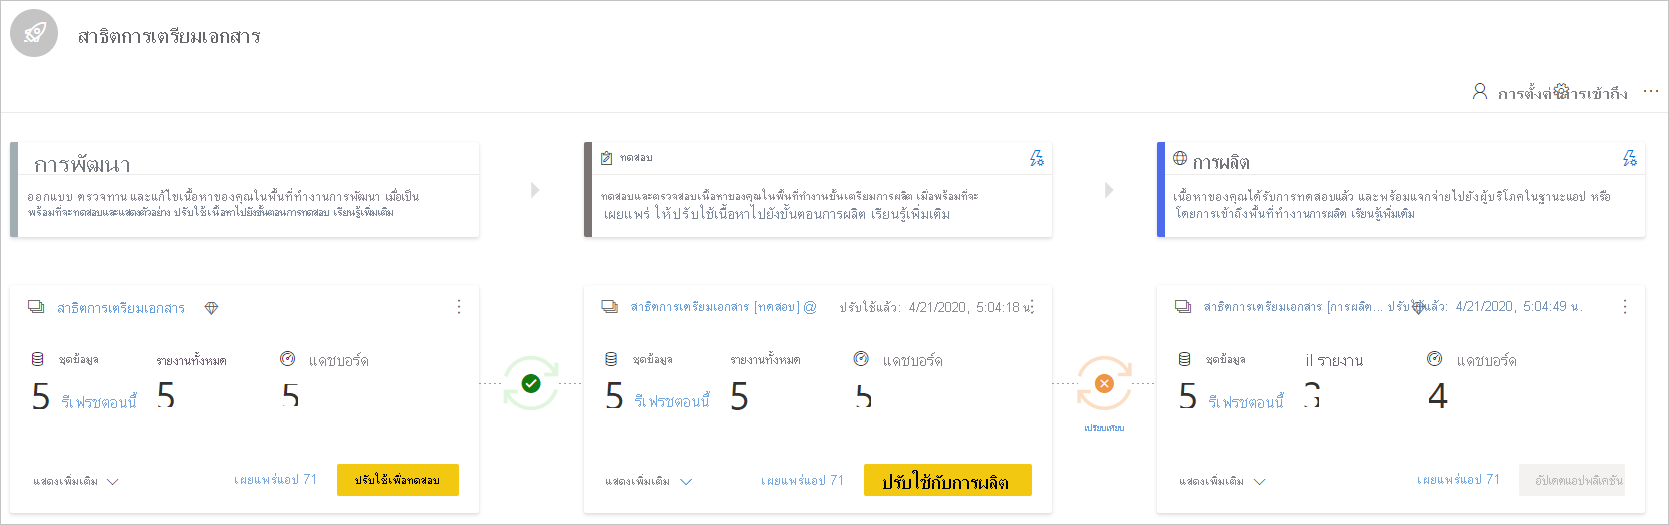 สาธิตการเตรียมเอกสาร
การพัฒนา
ออกแบบ ตรวจทาน และแก้ไขเนื้อหาของคุณในพื้นที่ทำงานการพัฒนา เมื่อเป็น
พร้อมที่จะทดสอบและแสดงตัวอย่าง ปรับใช้เนื้อหาไปยังขั้นตอนการทดสอบ เรียนรู้เพิ่มเติม
ทดสอบ
ทดสอบและตรวจสอบเนื้อหาของคุณในพื้นที่ทำงานขั้นเตรียมการผลิต เมื่อพร้อมที่จะ
เผยแพร่ ให้ปรับใช้เนื้อหาไปยังขั้นตอนการผลิต เรียนรู้เพิ่มเติม
การผลิต
เนื้อหาของคุณได้รับการทดสอบแล้ว และพร้อมแจกจ่ายไปยังผู้บริโภคในฐานะแอป หรือ
โดยการเข้าถึงพื้นที่ทำงานการผลิต เรียนรู้เพิ่มเติม
สาธิตการเตรียมเอกสาร
ชุดข้อมูล
รายงานทั้งหมด
แดชบอร์ด
5 รีเฟรชตอนนี้
5
5
แสดงเพิ่มเติม
เผยแพร่แอป 71
ปรับใช้เพื่อทดสอบ
สาธิตการเตรียมเอกสาร [ทดสอบ] @
ปรับใช้แล้ว: 4/21/2020, 5:04:18 น
ชุดข้อมูล
รายงานทั้งหมด
แดชบอร์ด
5 รีเฟรชตอนนี้
5
5
แสดงเพิ่มเติม
เผยแพร่แอป 71
ปรับใช้กับการผลิต
เปรียบเทียบ
สาธิตการเตรียมเอกสาร [การผลิต...
ปรับใช้แล้ว: 4/21/2020, 5:04:49 น.
ชุดข้อมูล
il รายงาน
แดชบอร์ด
5 รีเฟรชตอนนี้
3
4
แสดงเพิ่มเติม
เผยแพร่แอป 71
อัปเดตแอปพลิเคชัน